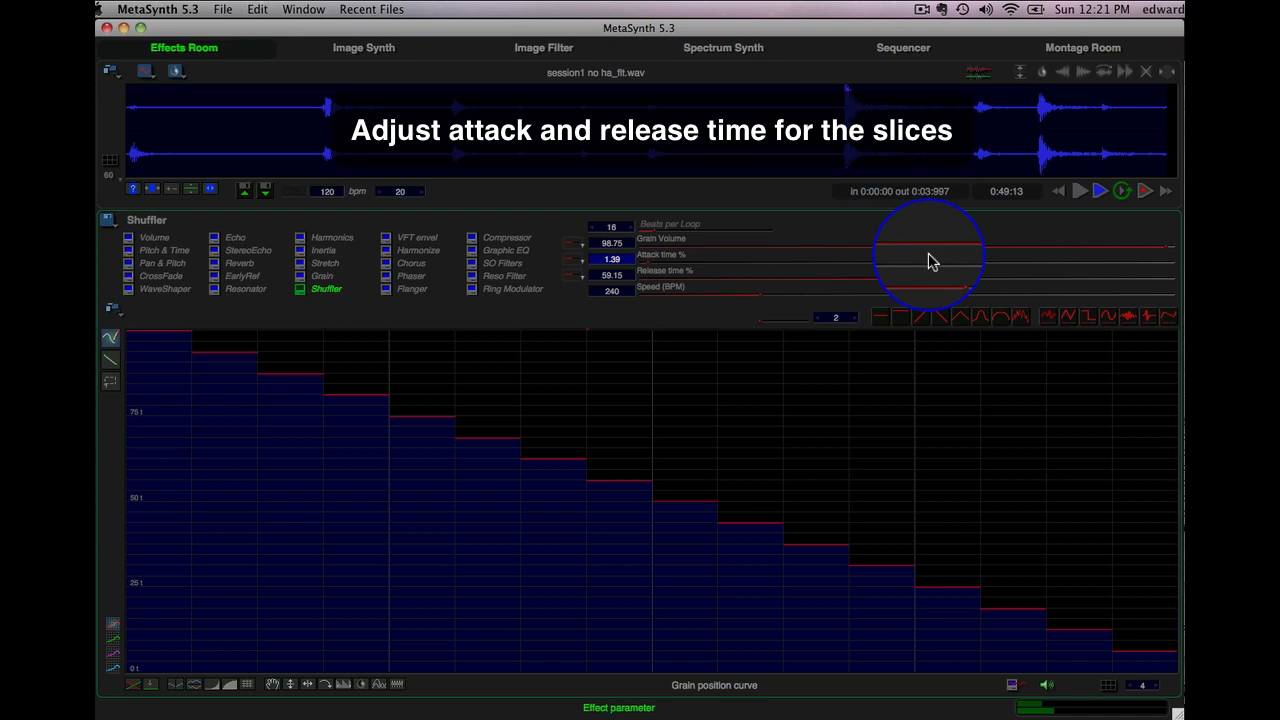 MetaSynth 5.3 File Edit Window Recent Files Sun 12:21 PM edward
MetaSynth 5.3
Effects Room Image Synth Image Filter Spectrum Synth Sequencer Montage Room
session1 no ha_flt.wav
Adjust attack and release time for the slices
60
120 bpm 20 in 0:00:00 out 0:03:997 0:49:13
Shuffler
16 Beats per Loop
Volume Echo Harmonics VFT envel Compressor
98.75 Grain Volume
Pitch & Time StereoEcho Inertia Harmonize Graphic EQ
1.39 Attack time %
Pan & Pitch Reverb Stretch Chorus SO Filters
59.15 Release time %
CrossFade EarlyRef Grain Phaser Reso Filter
240 Speed (BPM)
WaveShaper Resonator Shuffler Flanger Ring Modulator
2
75 t
50 t
25 t
0 t
Grain position curve 4
Effect parameter